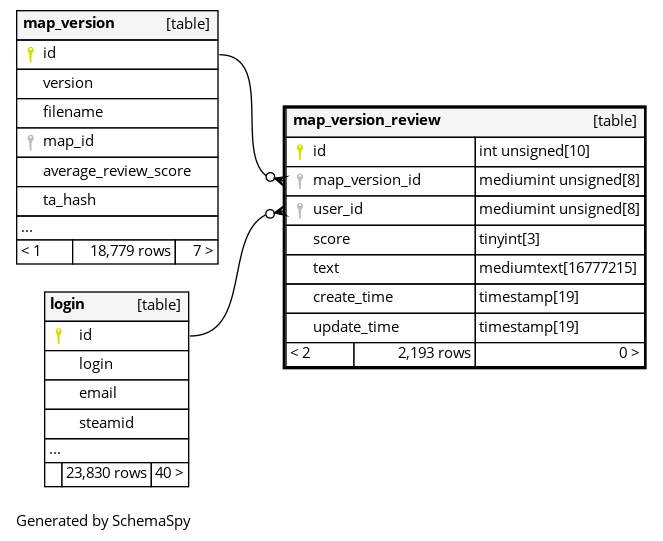 map_version [table]
id
version
filename
map_id
average_review_score
ta_hash
...
< 1 18,779 rows 7 >
map_version_review [table]
id int unsigned[10]
map_version_id mediumint unsigned[8]
user_id mediumint unsigned[8]
score tinyint[3]
text mediumtext[16777215]
create_time timestamp[19]
update_time timestamp[19]
< 2 2,193 rows 0 >
login [table]
id
login
email
steamid
...
23,830 rows 40 >
Generated by SchemaSpy